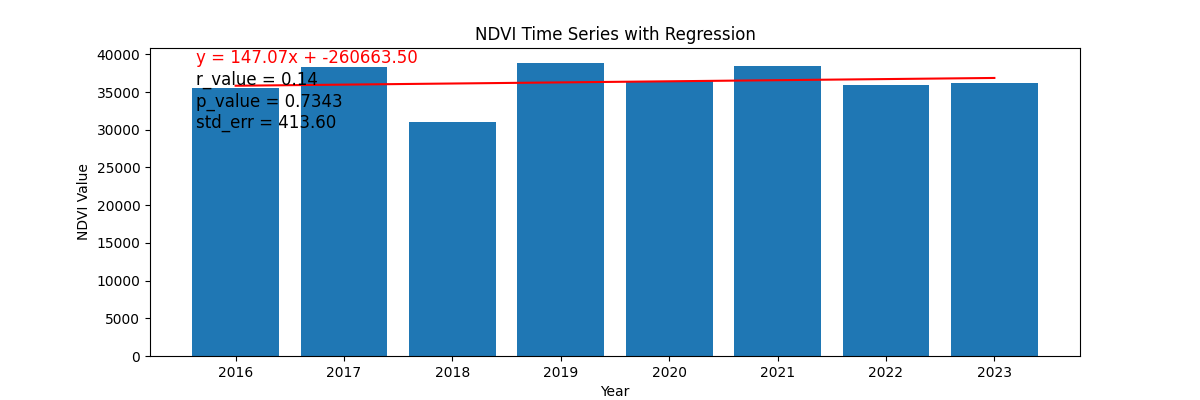 NDVI Time Series with Regression
y = 147.07x + -260663.50
r_value = 0.14
p_value = 0.7343
std_err = 413.60
NDVI Value
40000
35000
30000
25000
20000
15000
10000
5000
0
2016 2017 2018 2019 2020 2021 2022 2023
Year